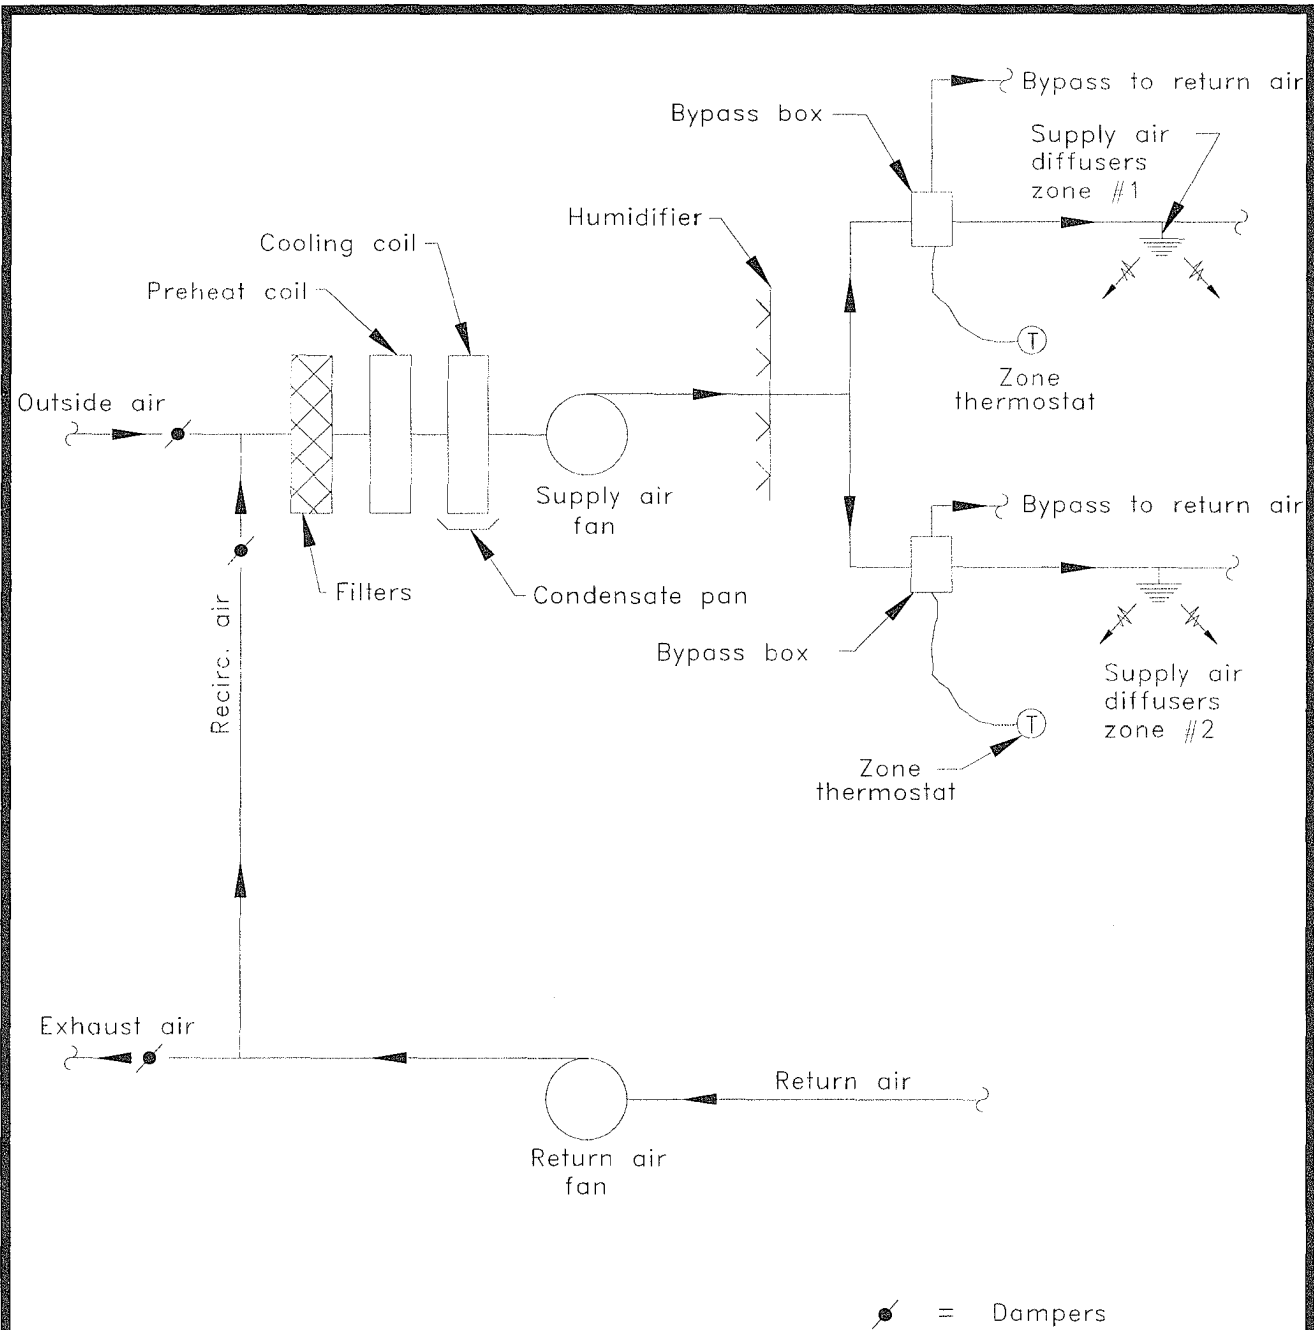 Bypass to return air
Bypass box
Supply air
diffusers
zone #1
Humidifier
Cooling coil
Preheat coil
T
Zone
thermostat
Outside air
Supply air
fan
Bypass to return air
Filters
Condensate pan
Recirc. air
Bypass box
Supply air
diffusers
zone #2
T
Zone
thermostat
Exhaust air
Return air
Return air
fan
= Dampers